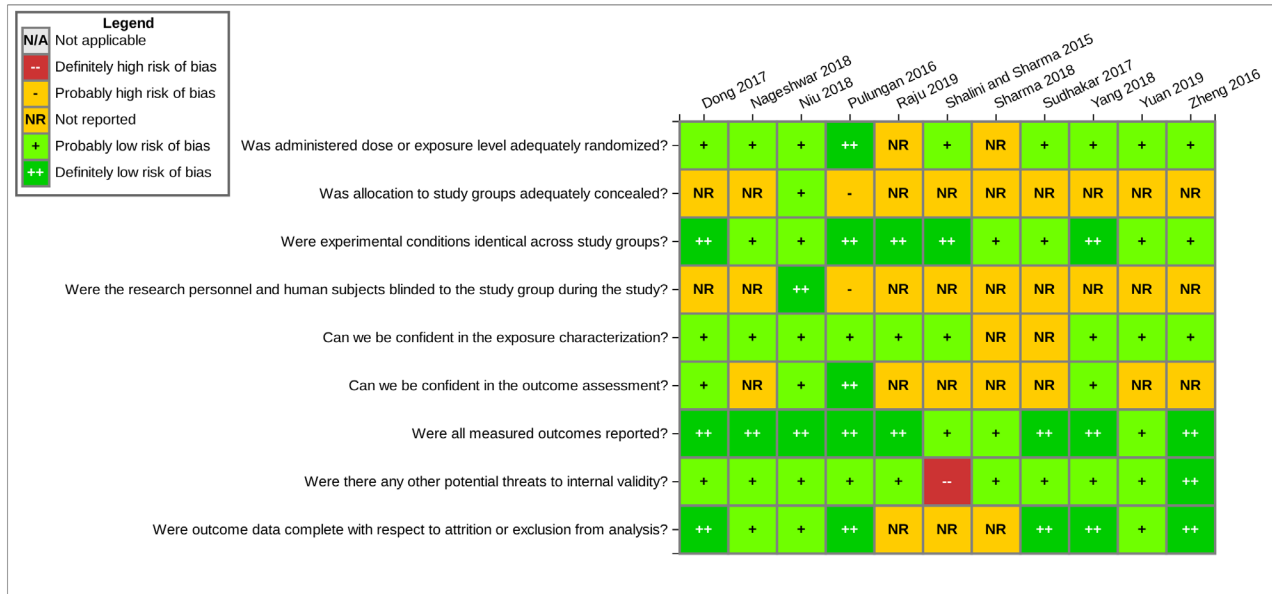 Legend
N/A Not applicable
-- Definitely high risk of bias
- Probably high risk of bias
NR Not reported
+ Probably low risk of bias
++ Definitely low risk of bias
Dong 2017
Nageshwar 2018
Niu 2018
Pulungan 2016
Raju 2019
Shalini and Sharma 2015
Sharma 2018
Sudhakar 2017
Yang 2018
Yuan 2019
Zheng 2016
Was administered dose or exposure level adequately randomized? + + + ++ NR + NR + + + +
Was allocation to study groups adequately concealed? NR NR + - NR NR NR NR NR NR NR
Were experimental conditions identical across study groups? ++ + + ++ ++ ++ + + ++ + +
Were the research personnel and human subjects blinded to the study group during the study? NR NR ++ - NR NR NR NR NR NR NR
Can we be confident in the exposure characterization? + + + + + + NR NR + + +
Can we be confident in the outcome assessment? + NR + ++ NR NR NR NR + NR NR
Were all measured outcomes reported? ++ ++ ++ ++ ++ + + ++ ++ + ++
Were there any other potential threats to internal validity? + + + + + -- + + + + ++
Were outcome data complete with respect to attrition or exclusion from analysis? ++ + + ++ NR NR NR ++ ++ + ++